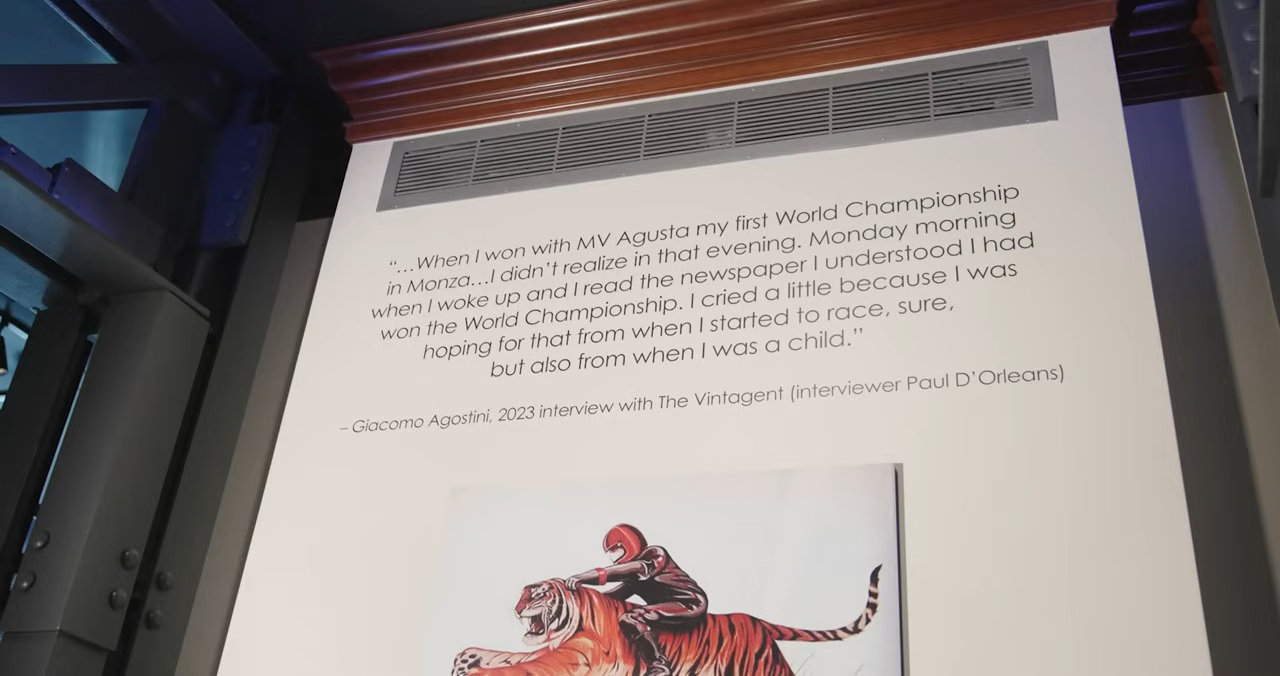 “...When I won with MV Agusta my first World Championship
in Monza...I didn’t realize in that evening. Monday morning
when I woke up and I read the newspaper I understood I had
won the World Championship. I cried a little because I was
hoping for that from when I started to race, sure,
but also from when I was a child.”
– Giacomo Agostini, 2023 interview with The Vintagent (interviewer Paul D’Orleans)